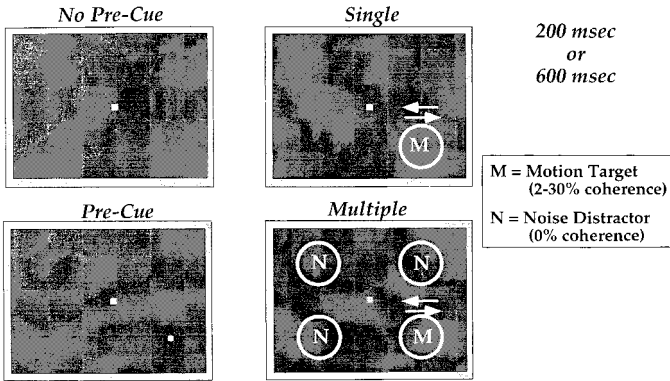 No Pre-Cue
Single
200 msec
or
600 msec
M
M = Motion Target
(2-30% coherence)
N = Noise Distractor
(0% coherence)
Pre-Cue
Multiple
N
N
N
M